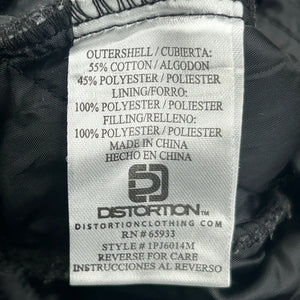 OUTERSHELL / CUBIERTA:
55% COTTON / ALGODON
45% POLYESTER / POLIESTER
LINING/FORRO:
100% POLYESTER / POLIESTER
FILLING/RELLENO:
100% POLYESTER / POLIESTER
MADE IN CHINA
HECHO EN CHINA
DISTORTION™
DISTORTIONCLOTHING.COM
RN # 65933
STYLE # 1PJ6014M
REVERSE FOR CARE
INSTRUCCIONES AL REVERSO